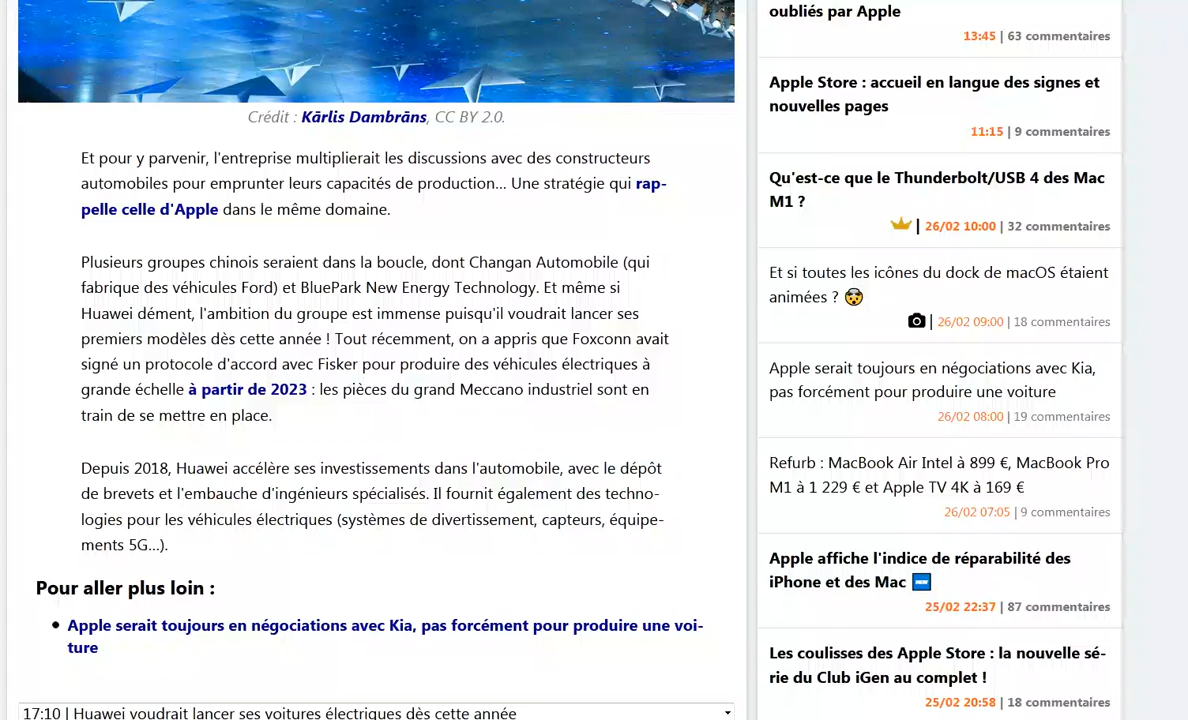 Crédit : Kārlis Dambrāns, CC BY 2.0.
Et pour y parvenir, l'entreprise multiplierait les discussions avec des constructeurs
automobiles pour emprunter leurs capacités de production... Une stratégie qui rap-
pelle celle d'Apple dans le même domaine.
Plusieurs groupes chinois seraient dans la boucle, dont Changan Automobile (qui
fabrique des véhicules Ford) et BluePark New Energy Technology. Et même si
Huawei dément, l'ambition du groupe est immense puisqu'il voudrait lancer ses
premiers modèles dès cette année ! Tout récemment, on a appris que Foxconn avait
signé un protocole d'accord avec Fisker pour produire des véhicules électriques à
grande échelle à partir de 2023 : les pièces du grand Meccano industriel sont en
train de se mettre en place.
Depuis 2018, Huawei accélère ses investissements dans l'automobile, avec le dépôt
de brevets et l'embauche d'ingénieurs spécialisés. Il fournit également des techno-
logies pour les véhicules électriques (systèmes de divertissement, capteurs, équipe-
ments 5G...).
Pour aller plus loin :
• Apple serait toujours en négociations avec Kia, pas forcément pour produire une voi-
ture
17:10 | Huawei voudrait lancer ses voitures électriques dès cette année
oubliés par Apple
13:45 | 63 commentaires
Apple Store : accueil en langue des signes et
nouvelles pages
11:15 | 9 commentaires
Qu'est-ce que le Thunderbolt/USB 4 des Mac
M1 ?
| 26/02 10:00 | 32 commentaires
Et si toutes les icônes du dock de macOS étaient
animées ? 🤯
| 26/02 09:00 | 18 commentaires
Apple serait toujours en négociations avec Kia,
pas forcément pour produire une voiture
26/02 08:00 | 19 commentaires
Refurb : MacBook Air Intel à 899 €, MacBook Pro
M1 à 1 229 € et Apple TV 4K à 169 €
26/02 07:05 | 9 commentaires
Apple affiche l'indice de réparabilité des
iPhone et des Mac 🆕
25/02 22:37 | 87 commentaires
Les coulisses des Apple Store : la nouvelle sé-
rie du Club iGen au complet !
25/02 20:58 | 18 commentaires